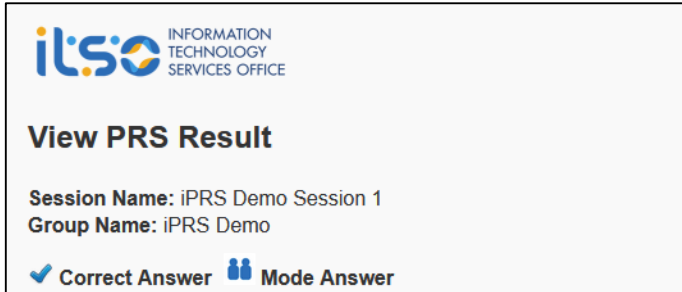 itso INFORMATION
TECHNOLOGY
SERVICES OFFICE
View PRS Result
Session Name: iPRS Demo Session 1
Group Name: iPRS Demo
Correct Answer Mode Answer